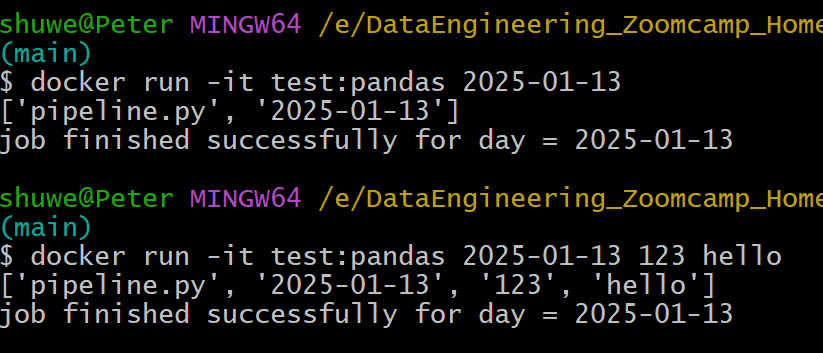 shuwe@Peter MINGW64 /e/DataEngineering_Zoomcamp_Home
(main)
$ docker run -it test:pandas 2025-01-13
['pipeline.py', '2025-01-13']
job finished successfully for day = 2025-01-13
shuwe@Peter MINGW64 /e/DataEngineering_Zoomcamp_Home
(main)
$ docker run -it test:pandas 2025-01-13 123 hello
['pipeline.py', '2025-01-13', '123', 'hello']
job finished successfully for day = 2025-01-13